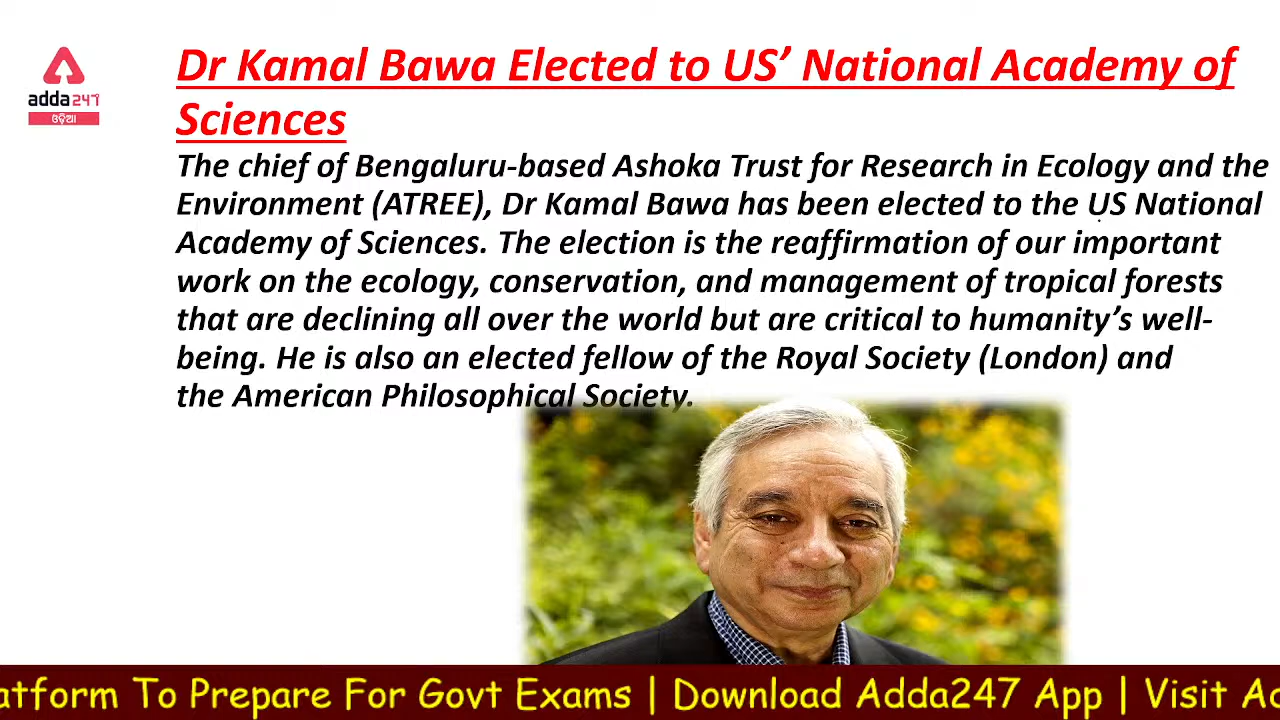 Dr Kamal Bawa Elected to US’ National Academy of
Sciences
adda247
ଓଡ଼ିଆ
The chief of Bengaluru-based Ashoka Trust for Research in Ecology and the
Environment (ATREE), Dr Kamal Bawa has been elected to the US National
Academy of Sciences. The election is the reaffirmation of our important
work on the ecology, conservation, and management of tropical forests
that are declining all over the world but are critical to humanity’s well-
being. He is also an elected fellow of the Royal Society (London) and
the American Philosophical Society.
atform To Prepare For Govt Exams | Download Adda247 App | Visit Ad